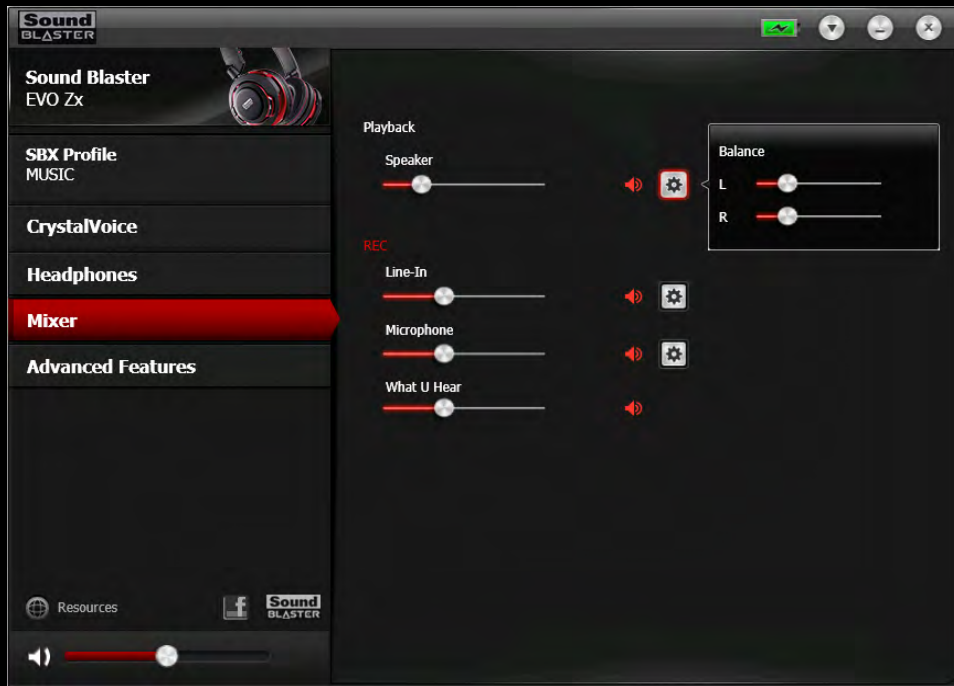 Sound
BLASTER
Sound Blaster
EVO Zx
SBX Profile
MUSIC
CrystalVoice
Headphones
Mixer
Advanced Features
Resources
f
Sound
BLASTER
Playback
Speaker
Balance
L
R
REC
Line-In
Microphone
What U Hear